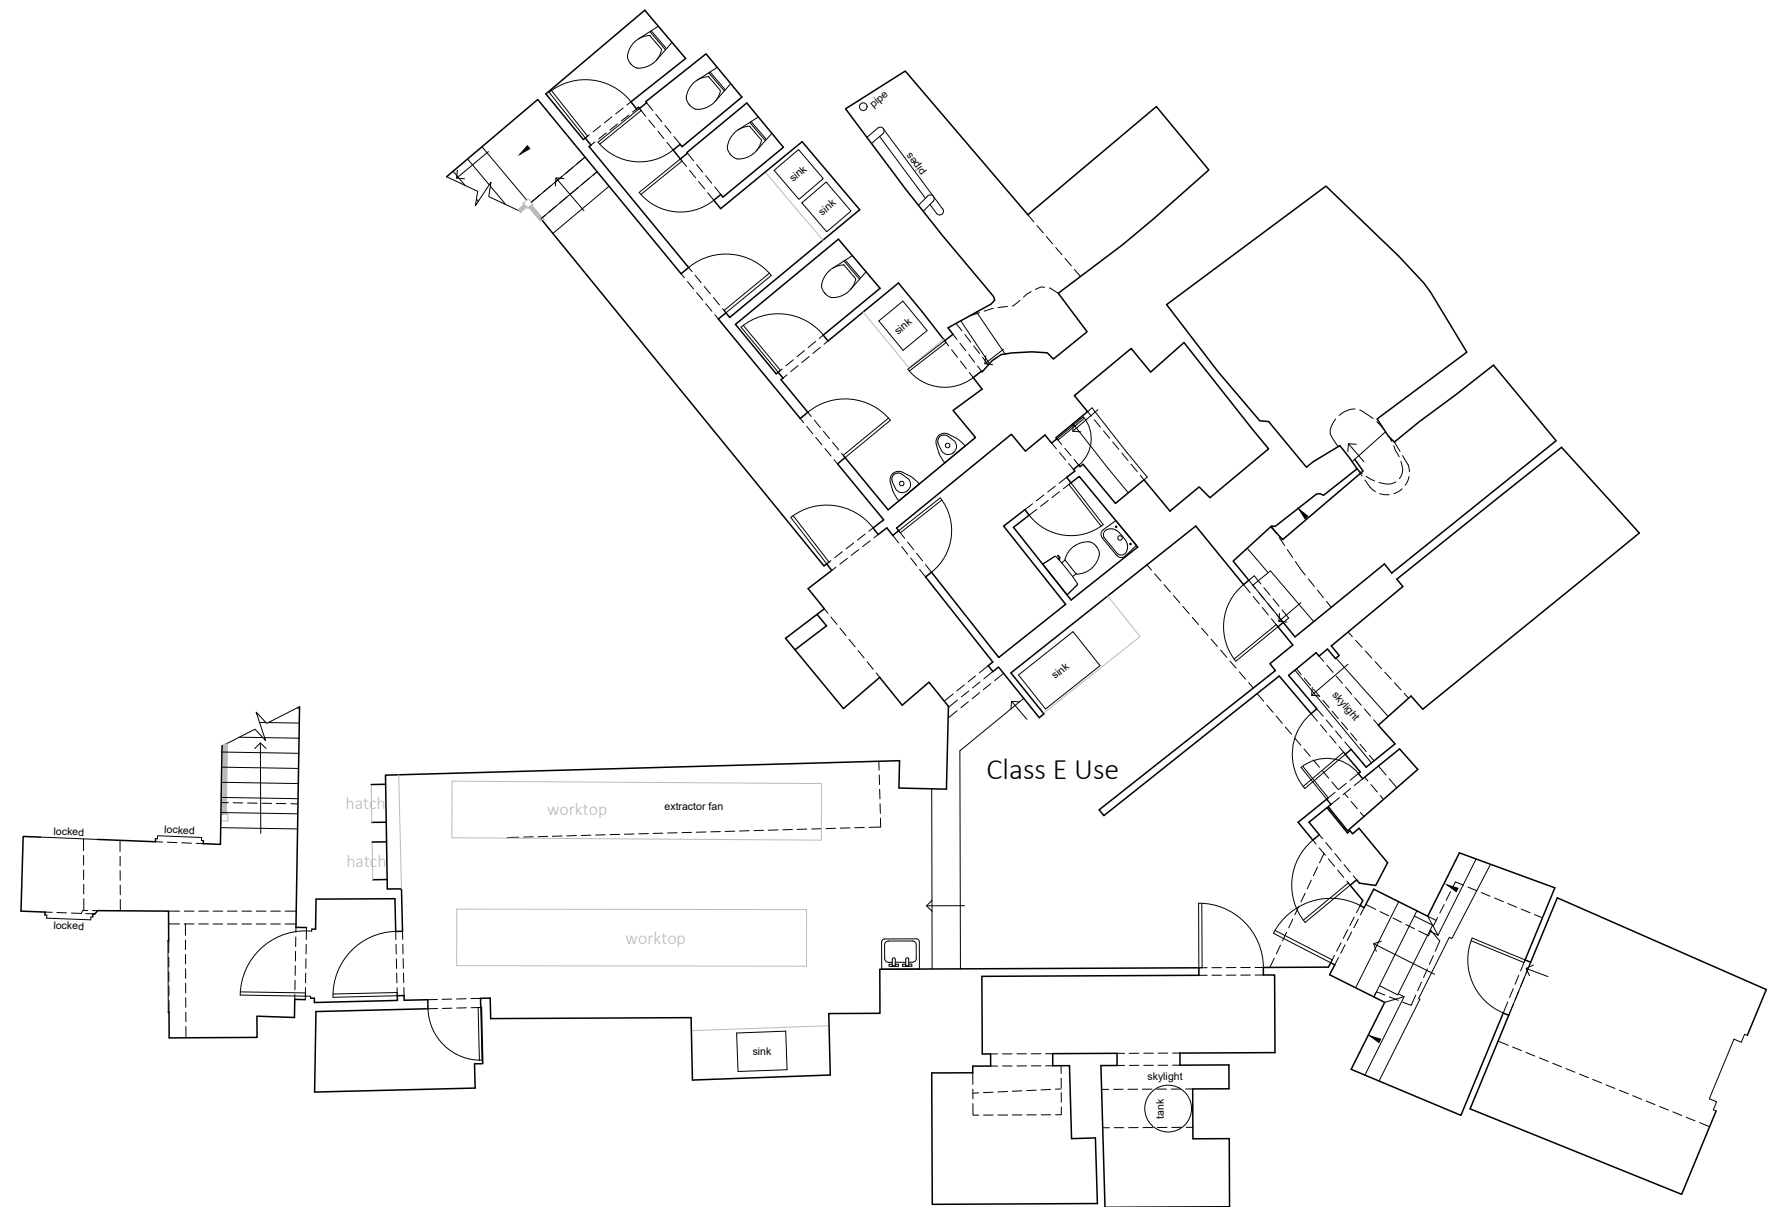 pipe
pipes
sink
sink
sink
sink
skylight
Class E Use
hatch
worktop
extractor fan
locked
locked
hatch
locked
worktop
sink
skylight
tank